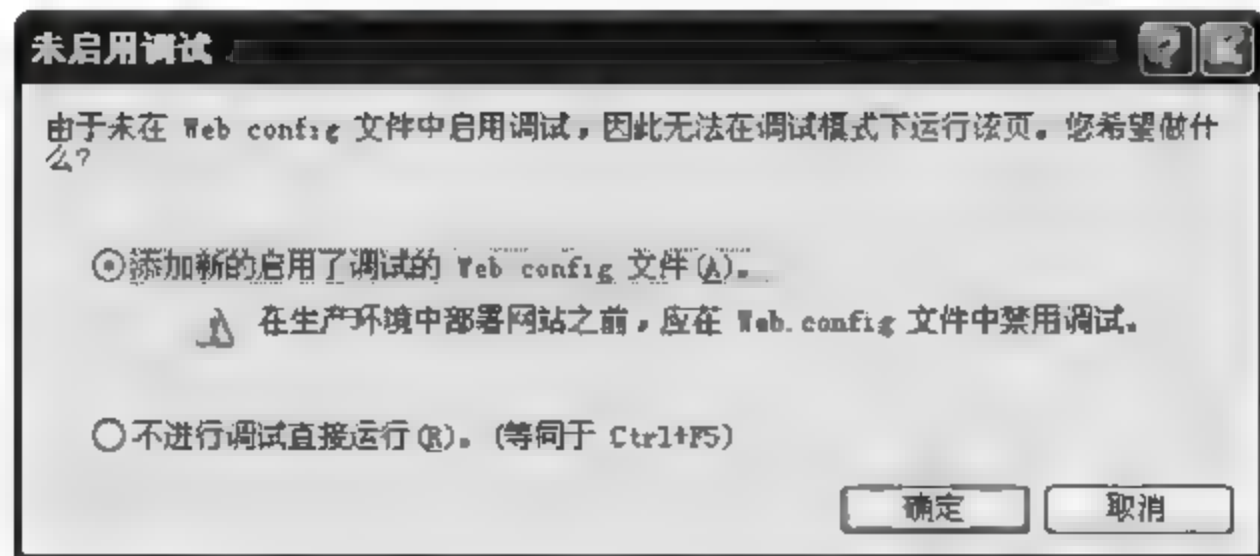 未启用调试
由于未在 Web config 文件中启用调试，因此无法在调试模式下运行该页。您希望做什
么?
添加新的启用了调试的 Web config 文件(A)。
在生产环境中部署网站之前，应在 Web.config 文件中禁用调试。
不进行调试直接运行(R)。(等同于 Ctrl+F5)
确定 取消